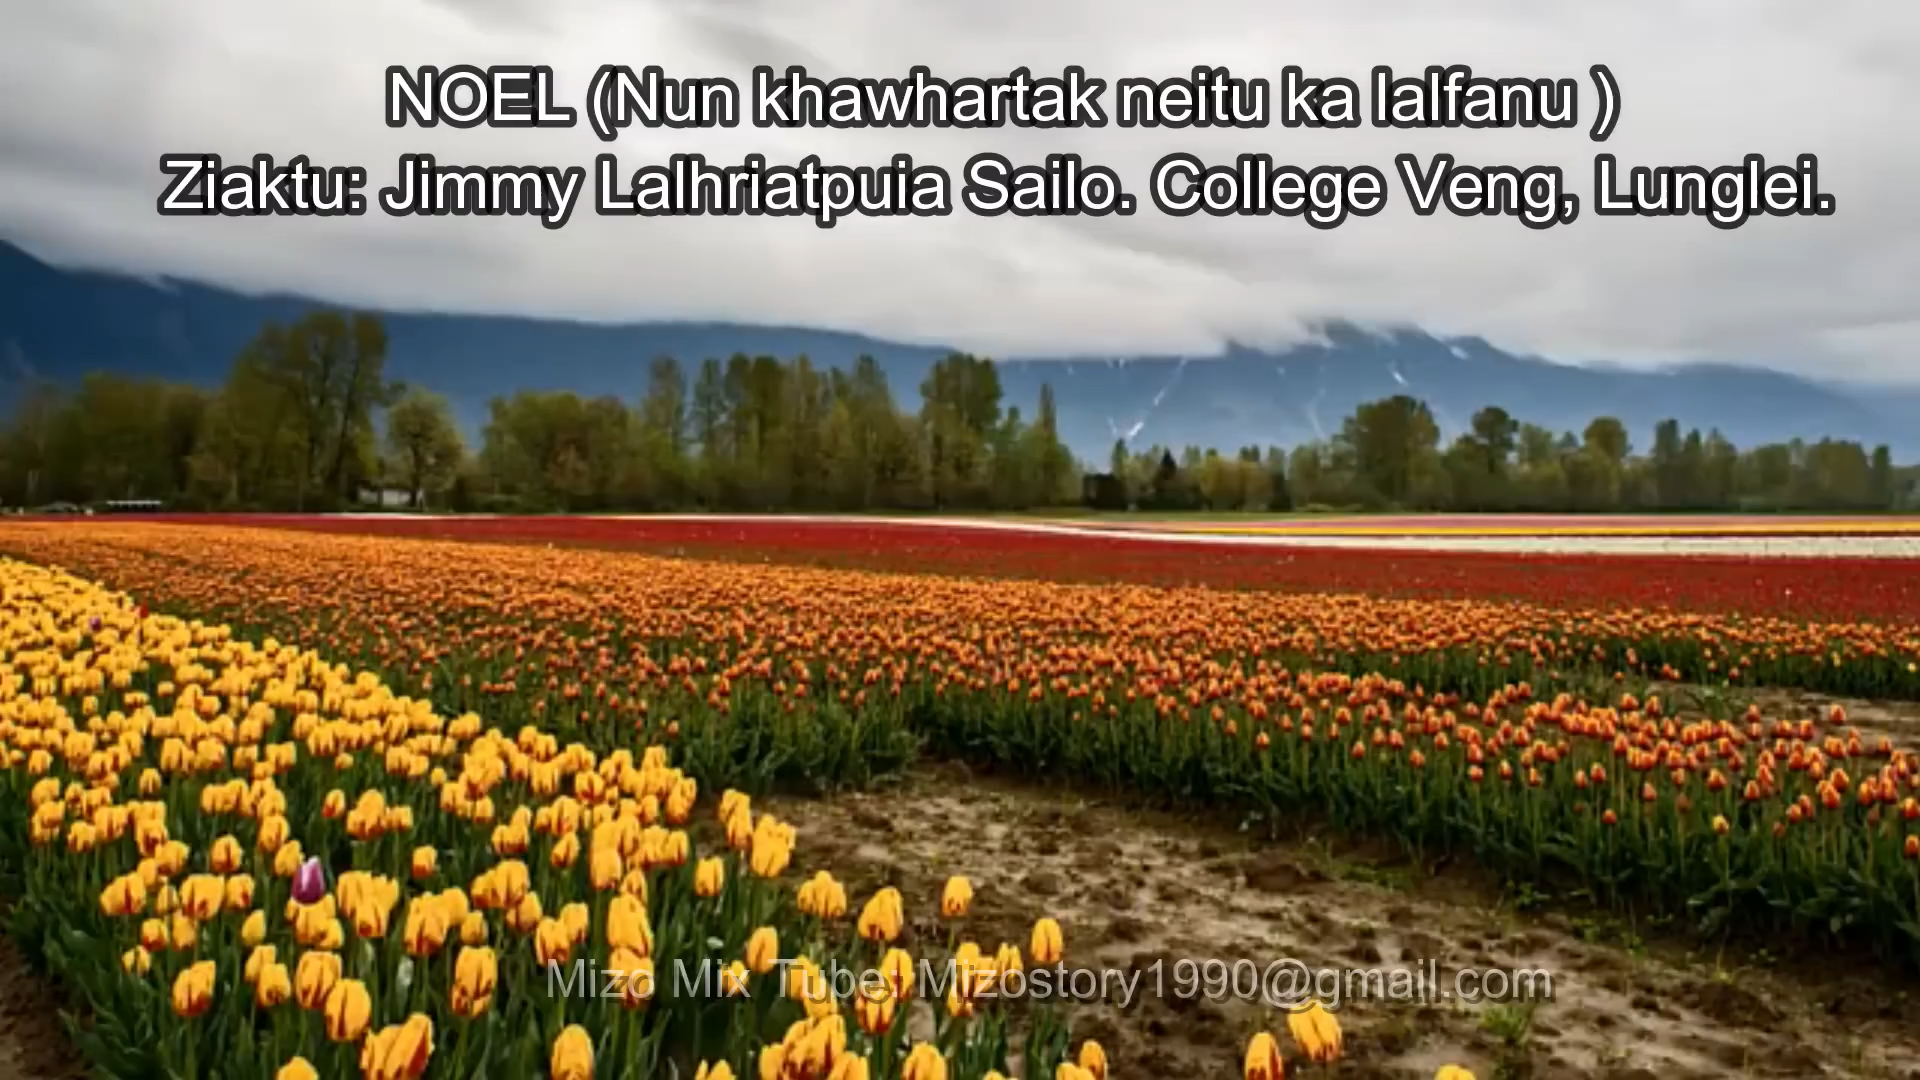 NOEL (Nun khawhartak neitu ka lalfanu )
Ziaktu: Jimmy Lalhriatpuia Sailo. College Veng, Lunglei.
Mizo Mix Tube: Mizostory1990@gmail.com